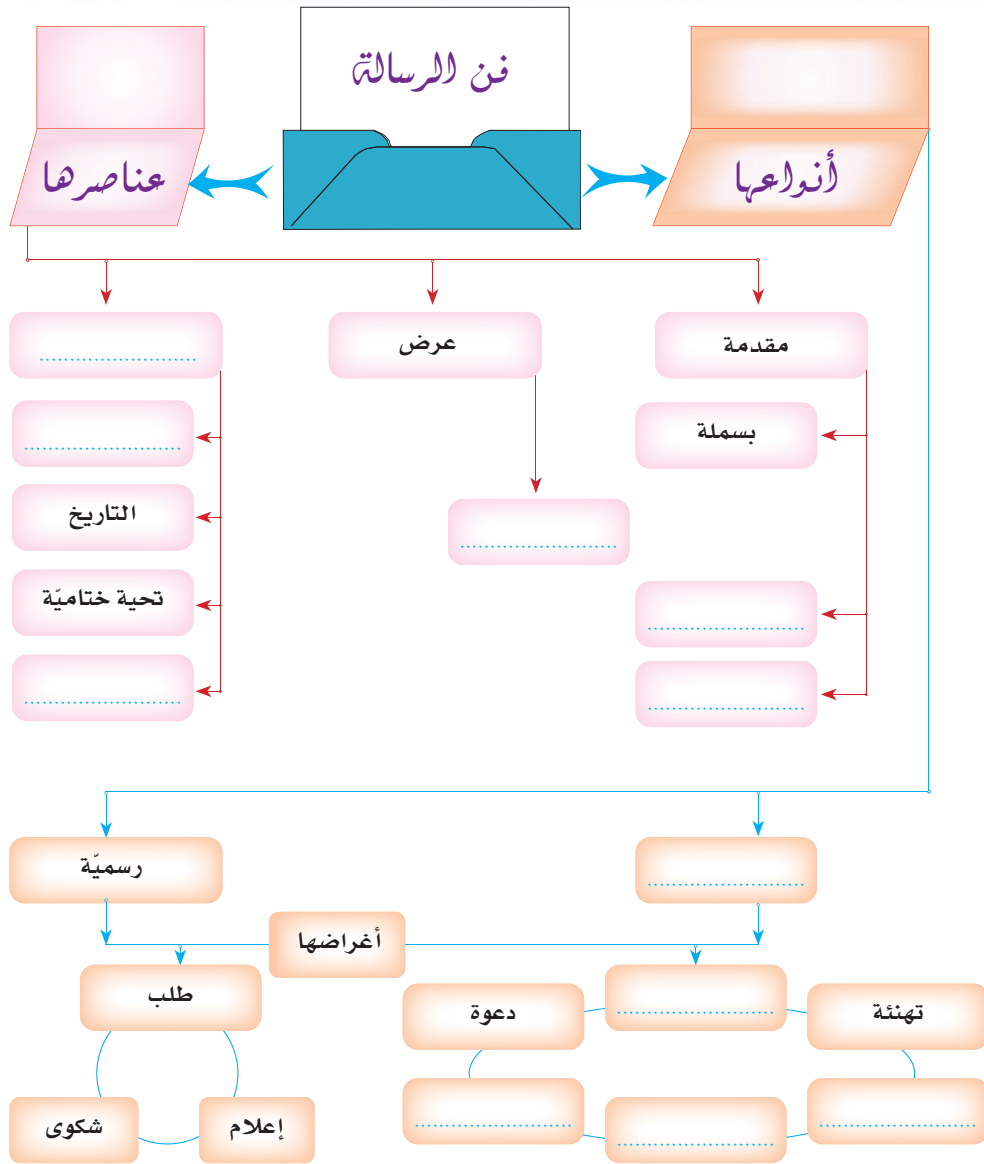 فن الرسالة
أنواعها
عناصرها
مقدمة
عرض
بسملة
التاريخ
تحية ختاميّة
رسميّة
أغراضها
طلب
إعلام
شكوى
تهنئة
دعوة